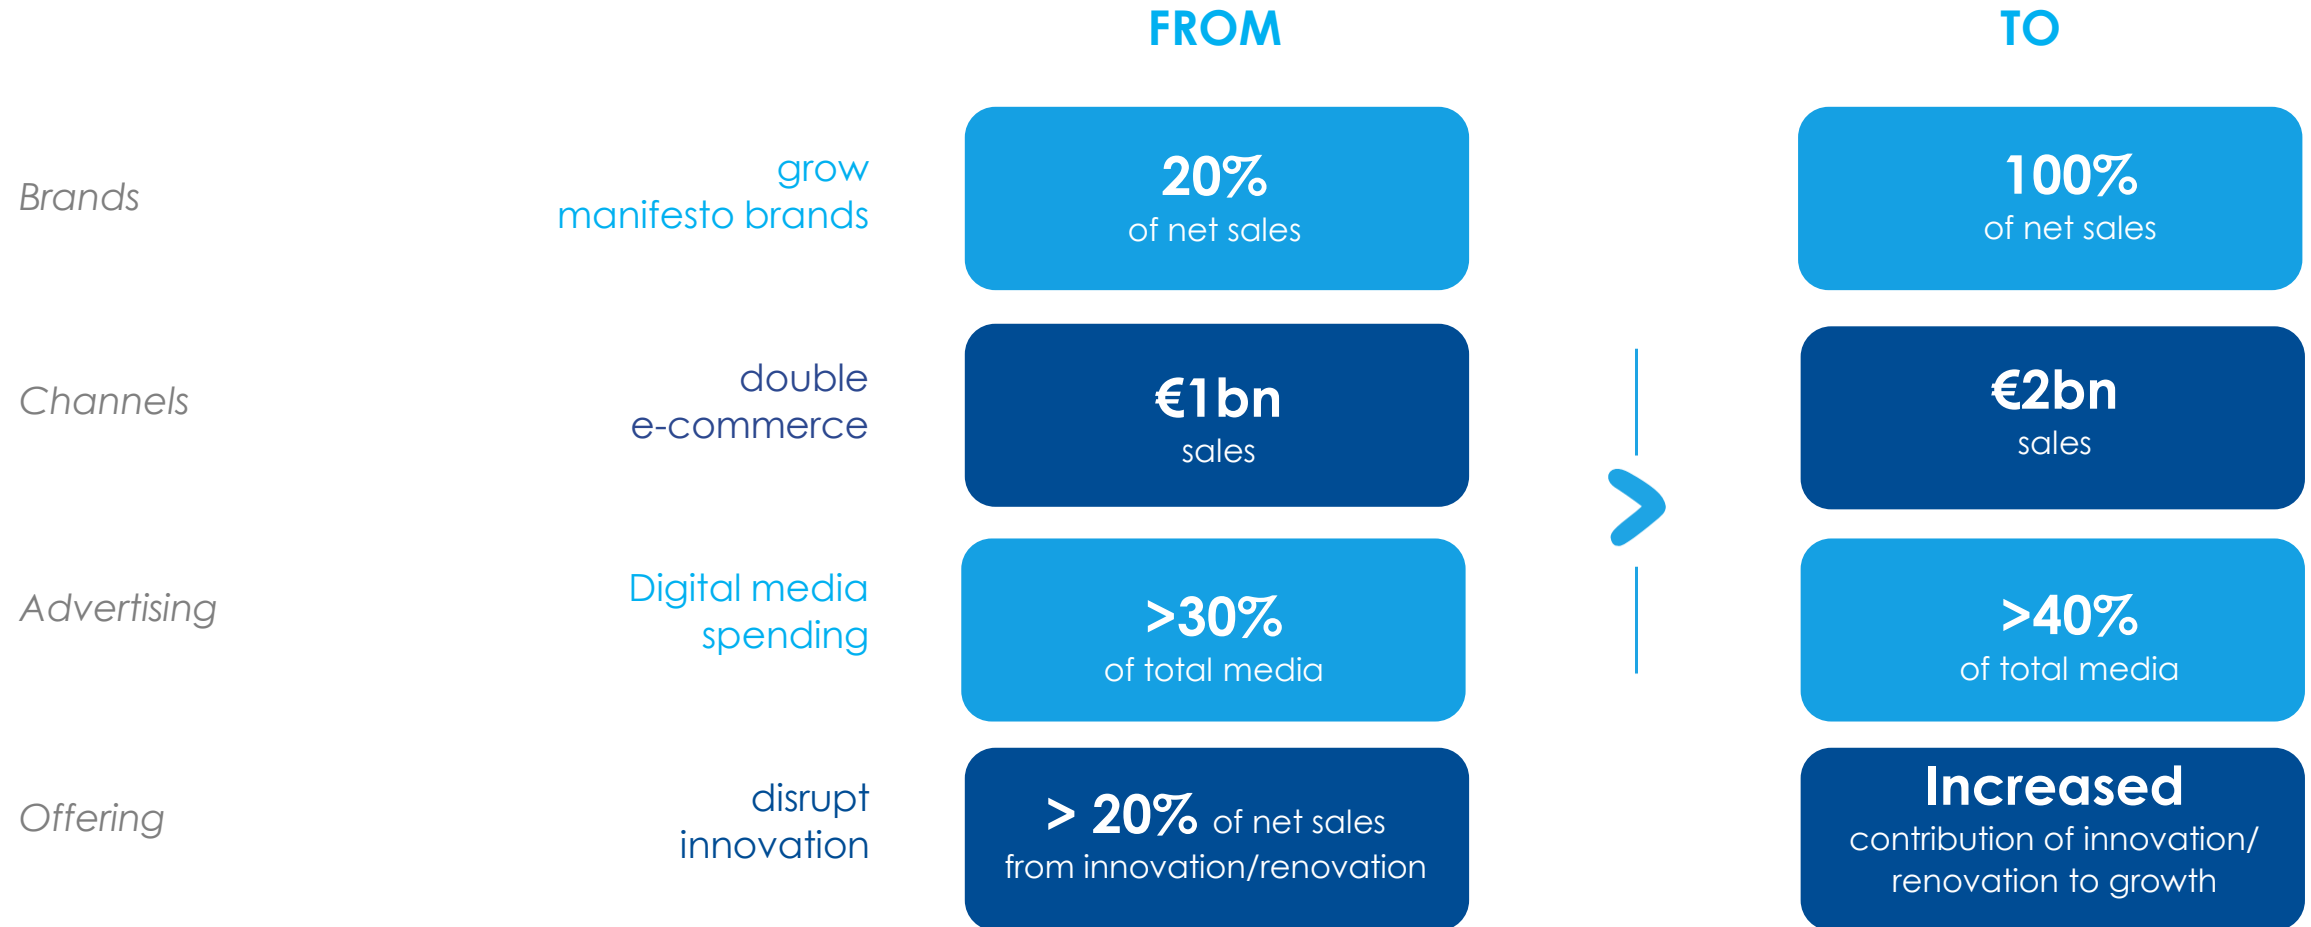 FROM
TO
Brands
grow
manifesto brands
20%
of net sales
100%
of net sales
Channels
double
e-commerce
€1bn
sales
€2bn
sales
Advertising
Digital media
spending
>30%
of total media
>40%
of total media
Offering
disrupt
innovation
> 20% of net sales
from innovation/renovation
Increased
contribution of innovation/
renovation to growth